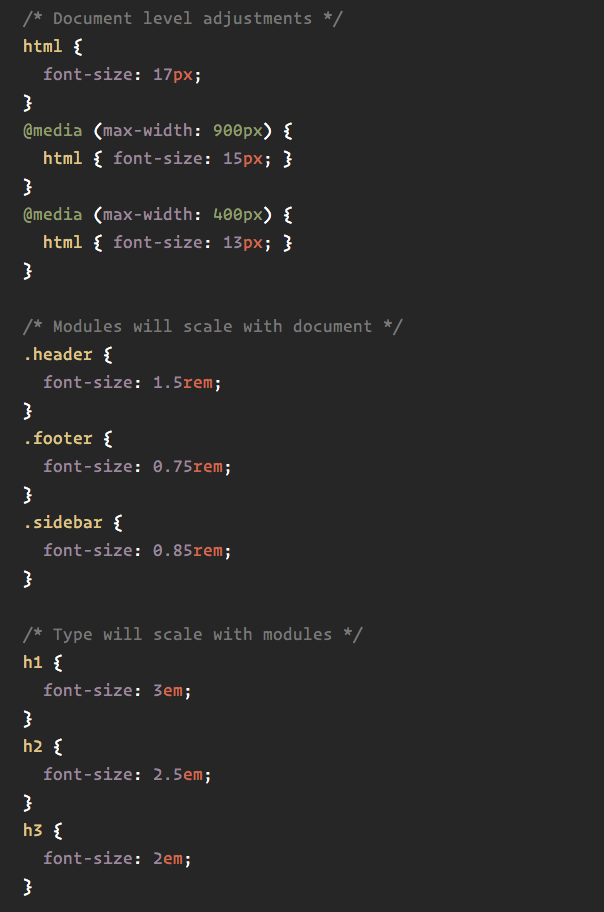 /* Document level adjustments */
html {
  font-size: 17px;
}
@media (max-width: 900px) {
  html { font-size: 15px; }
}
@media (max-width: 400px) {
  html { font-size: 13px; }
}

/* Modules will scale with document */
.header {
  font-size: 1.5rem;
}
.footer {
  font-size: 0.75rem;
}
.sidebar {
  font-size: 0.85rem;
}

/* Type will scale with modules */
h1 {
  font-size: 3em;
}
h2 {
  font-size: 2.5em;
}
h3 {
  font-size: 2em;
}